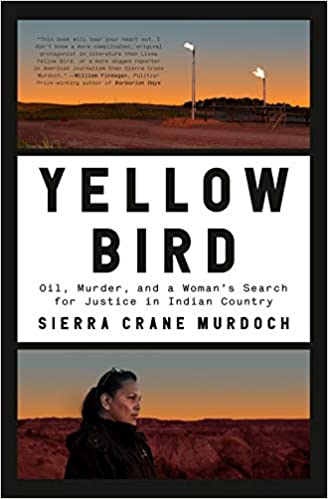 "This book will tear your heart out. I
don't know a more complicated, original
protagonist in literature than Lissa
Yellow Bird, or a more dogged reporter
in American journalism than Sierra Crane
Murdoch." —William Finnegan, Pulitzer
Prize–winning author of Barbarian Days
YELLOW
BIRD
Oil, Murder, and a Woman's Search
for Justice in Indian Country
SIERRA CRANE MURDOCH